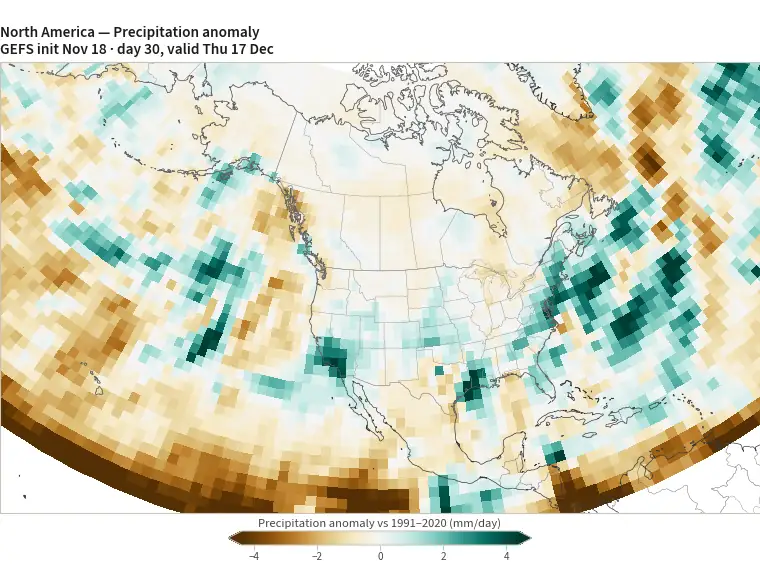 North America — Precipitation anomaly
GEFS init Nov 18 · day 30, valid Thu 17 Dec
Precipitation anomaly vs 1991–2020 (mm/day)
−4 −2 0 2 4